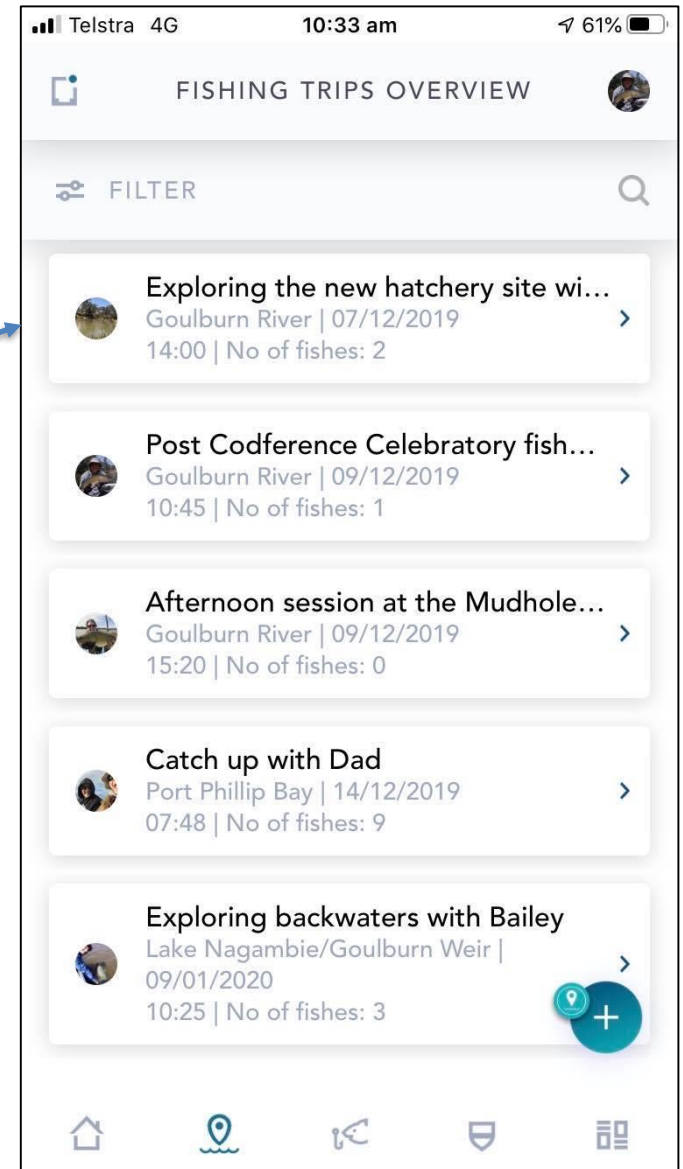 Telstra 4G 10:33 am 61%
FISHING TRIPS OVERVIEW
FILTER
Exploring the new hatchery site wi...
Goulburn River | 07/12/2019
14:00 | No of fishes: 2
Post Codference Celebratory fish...
Goulburn River | 09/12/2019
10:45 | No of fishes: 1
Afternoon session at the Mudhole...
Goulburn River | 09/12/2019
15:20 | No of fishes: 0
Catch up with Dad
Port Phillip Bay | 14/12/2019
07:48 | No of fishes: 9
Exploring backwaters with Bailey
Lake Nagambie/Goulburn Weir |
09/01/2020
10:25 | No of fishes: 3